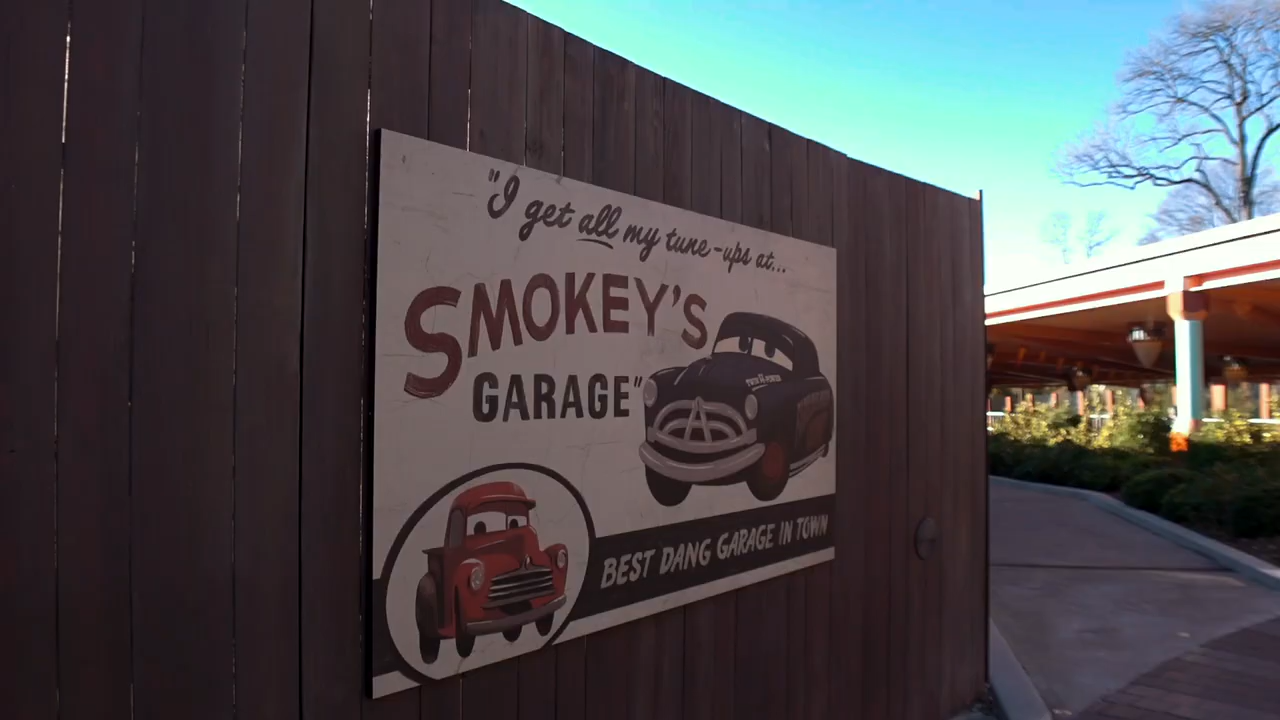 "I get all my tune-ups at...
SMOKEY'S
GARAGE"
BEST DANG GARAGE IN TOWN